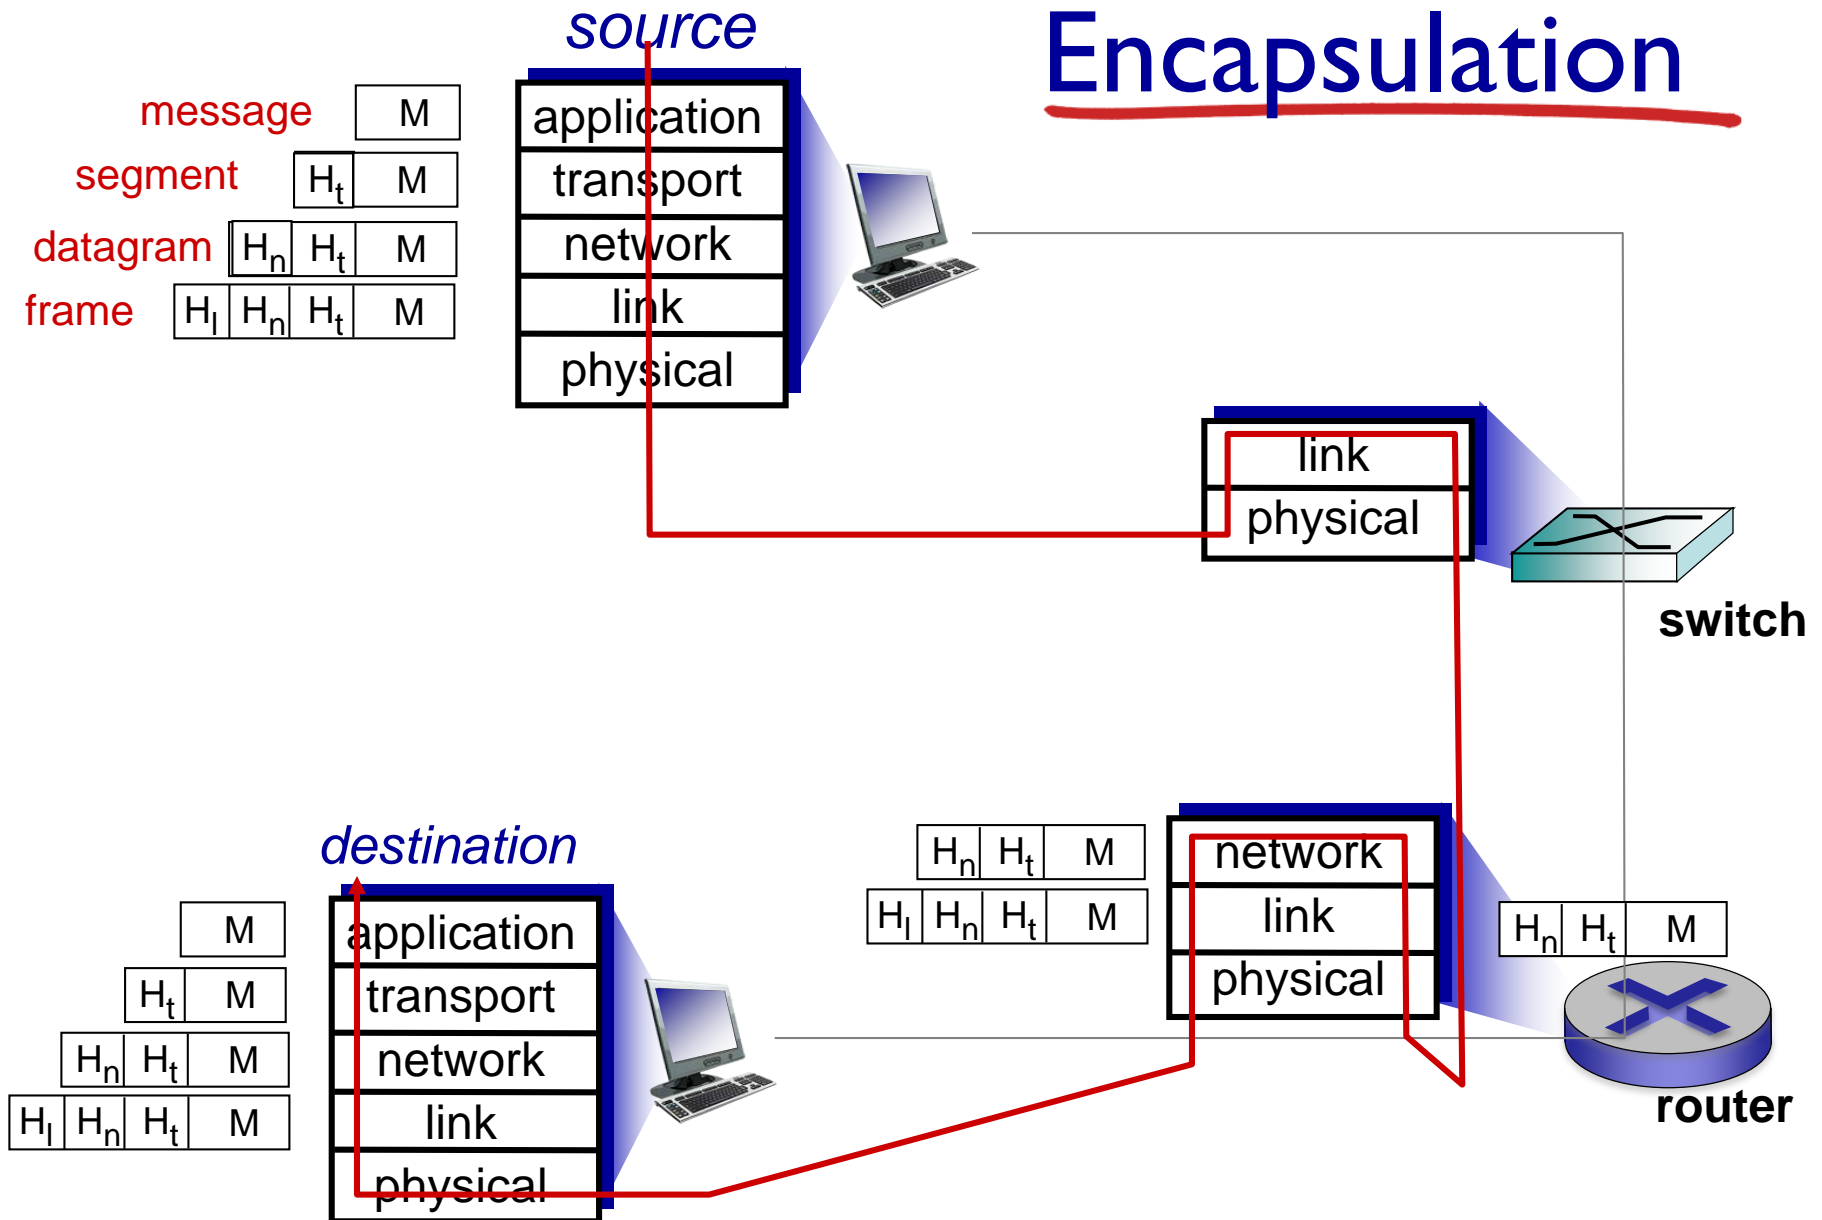 source
Encapsulation
message M
segment Ht M
datagram Hn Ht M
frame Hl Hn Ht M
application
transport
network
link
physical
link
physical
switch
destination
M
Ht M
Hn Ht M
Hl Hn Ht M
application
transport
network
link
physical
Hn Ht M
Hl Hn Ht M
network
link
physical
Hn Ht M
router